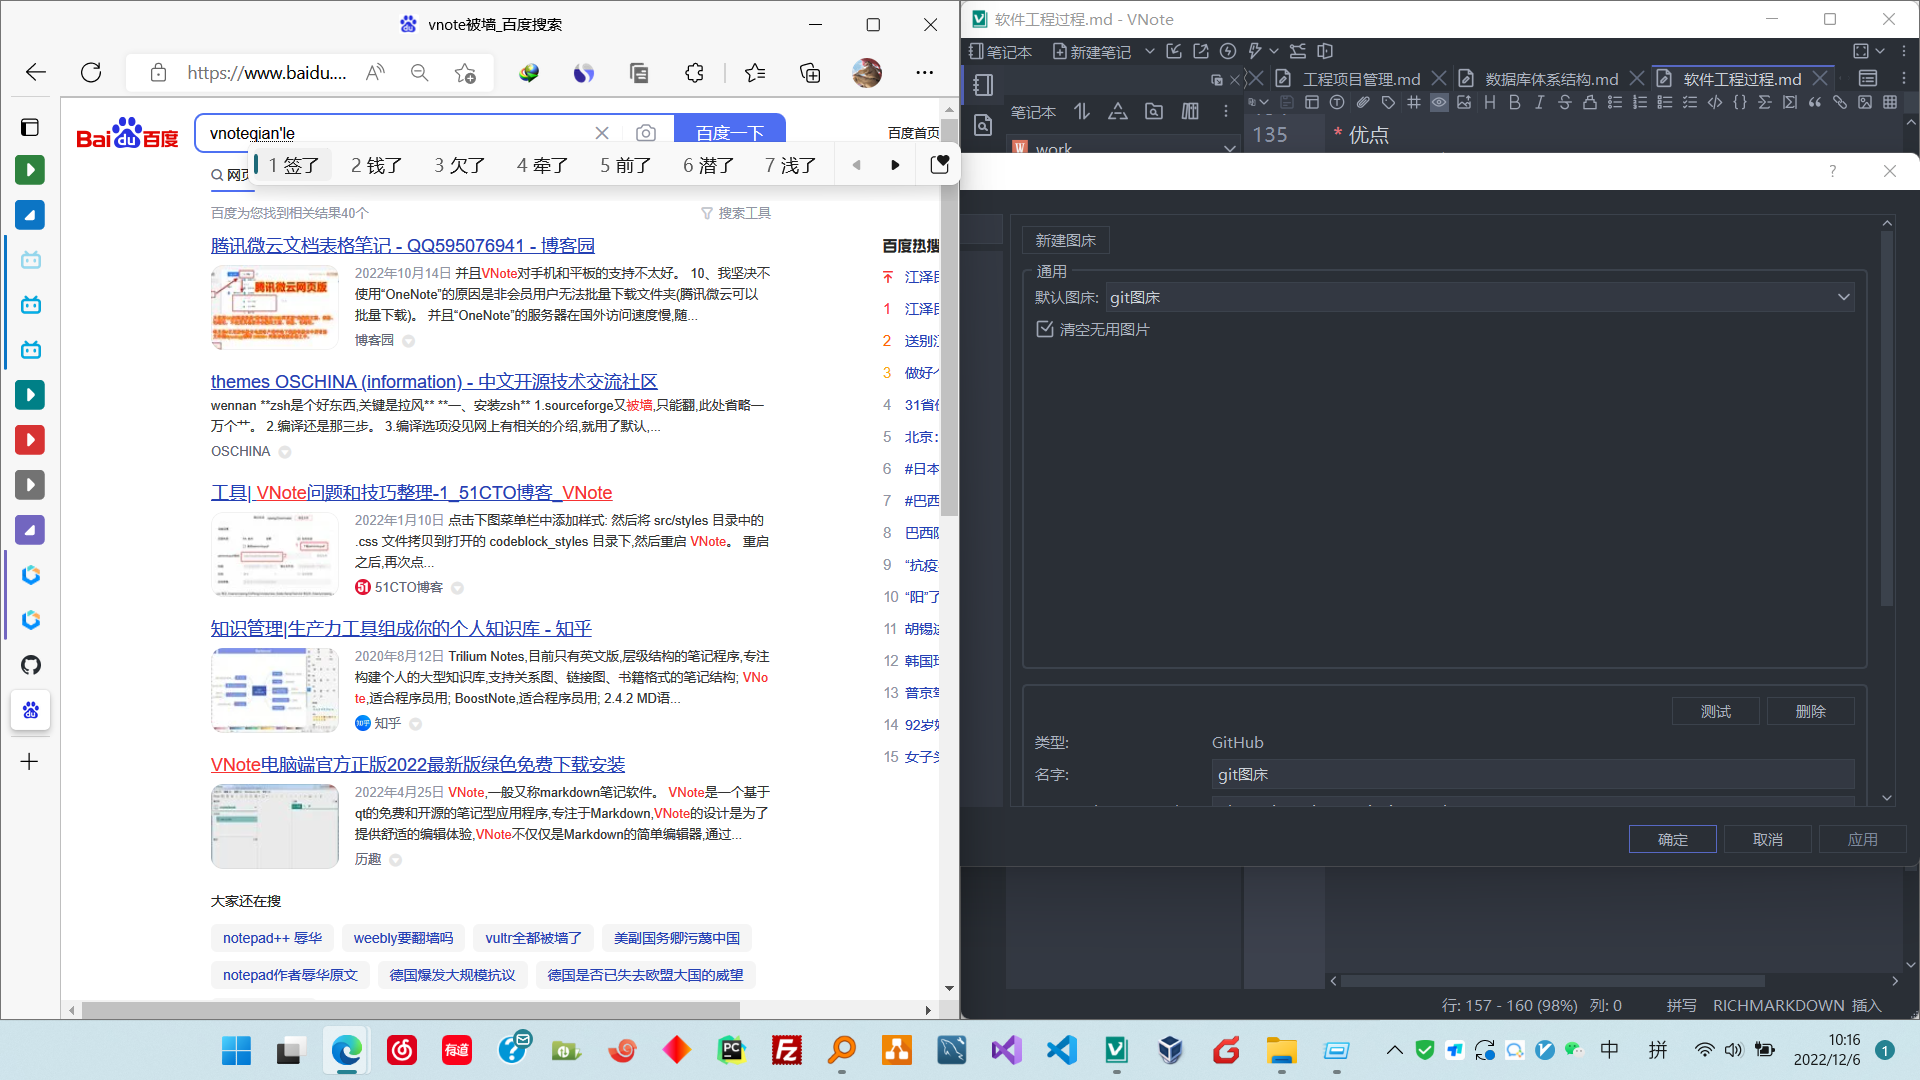 vnote被墙_百度搜索
https://www.baidu....
Bai du 百度
vnoteqian'le
百度一下
百度首页
1 签了 2 钱了 3 欠了 4 牵了 5 前了 6 潜了 7 浅了
网页
百度为您找到相关结果40个
搜索工具
腾讯微云文档表格笔记 - QQ595076941 - 博客园
腾讯微云网页版
2022年10月14日 并且VNote对手机和平板的支持不太好。 10、我坚决不
使用“OneNote”的原因是非会员用户无法批量下载文件夹(腾讯微云可以
批量下载)。 并且“OneNote”的服务器在国外访问速度慢,随...
博客园
themes OSCHINA (information) - 中文开源技术交流社区
wennan **zsh是个好东西,关键是拉风** **一、安装zsh** 1.sourceforge又被墙,只能翻,此处省略一
万个艹。 2.编译还是那三步。 3.编译选项没见网上有相关的介绍,就用了默认,...
OSCHINA
工具| VNote问题和技巧整理-1_51CTO博客_VNote
2022年1月10日 点击下图菜单栏中添加样式: 然后将 src/styles 目录中的
.css 文件拷贝到打开的 codeblock_styles 目录下,然后重启 VNote。 重启
之后,再次点...
51 51CTO博客
知识管理|生产力工具组成你的个人知识库 - 知乎
2020年8月12日 Trilium Notes,目前只有英文版,层级结构的笔记程序,专注
构建个人的大型知识库,支持关系图、链接图、书籍格式的笔记结构; VNo
te,适合程序员用; BoostNote,适合程序员用; 2.4.2 MD语...
知乎 知乎
VNote电脑端官方正版2022最新版绿色免费下载安装
2022年4月25日 VNote,一般又称markdown笔记软件。 VNote是一个基于
qt的免费和开源的笔记型应用程序,专注于Markdown,VNote的设计是为了
提供舒适的编辑体验,VNote不仅仅是Markdown的简单编辑器,通过...
历趣
大家还在搜
notepad++ 辱华 weebly要翻墙吗 vultr全都被墙了 美副国务卿污蔑中国
notepad作者辱华原文 德国爆发大规模抗议 德国是否已失去欧盟大国的威望
百度热搜
江泽民
1 江泽民
2 送别江
3 做好个
4 31省份
5 北京:
6 #日本
7 #巴西
8 巴西队
9 “抗疫
10 “阳”了
11 胡锡进
12 韩国球
13 普京驾
14 92岁
15 女子头
软件工程过程.md - VNote
笔记本 新建笔记
工程项目管理.md 数据库体系结构.md 软件工程过程.md
笔记本
work
135 * 优点
?
新建图床
通用
默认图床: git图床
清空无用图片
测试 删除
类型: GitHub
名字: git图床
确定 取消 应用
行: 157 - 160 (98%) 列: 0 拼写 RICHMARKDOWN 插入
有道
PC
FZ
中 拼
10:16
2022/12/6
1